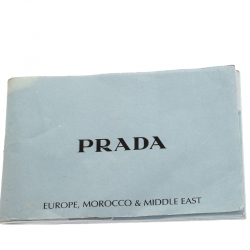 PRADA
EUROPE, MOROCCO & MIDDLE EAST